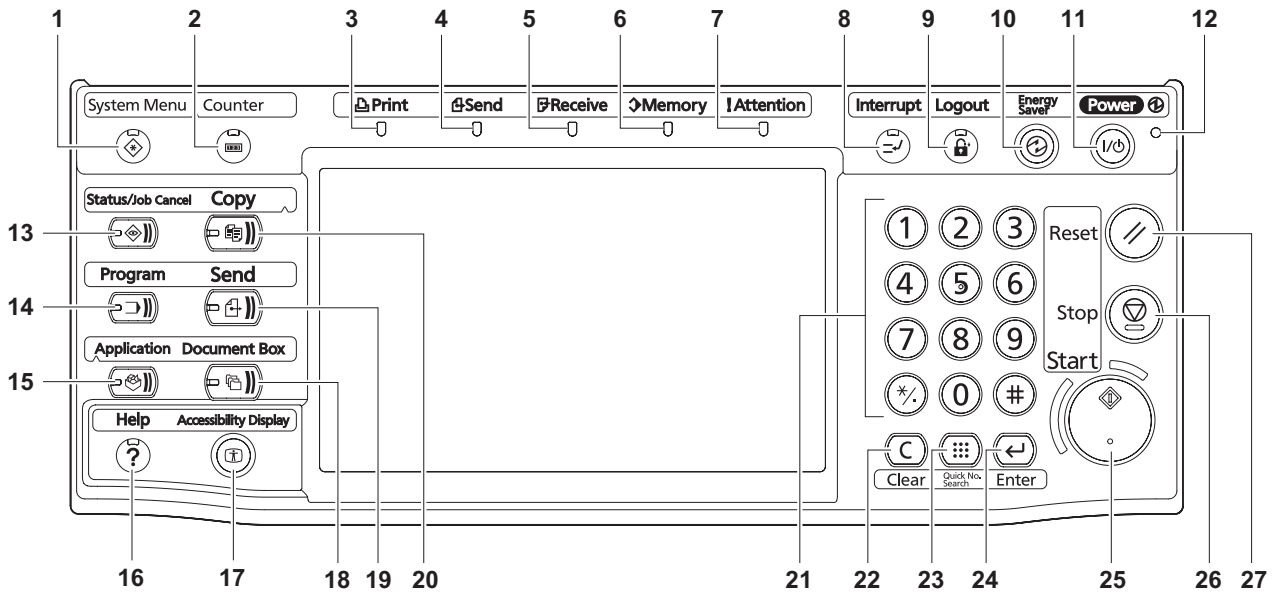 1 2 3 4 5 6 7 8 9 10 11 12
System Menu Counter Print Send Receive Memory ! Attention Interrupt Logout Energy Saver Power
Status/Job Cancel Copy
13
Program Send
14
Application Document Box
15
Help Accessibility Display
?
1 2 3
4 5 6
7 8 9
*/. 0 #
C
Clear Quick No. Search Enter
Reset
Stop
Start
I/
16 17 18 19 20 21 22 23 24 25 26 27